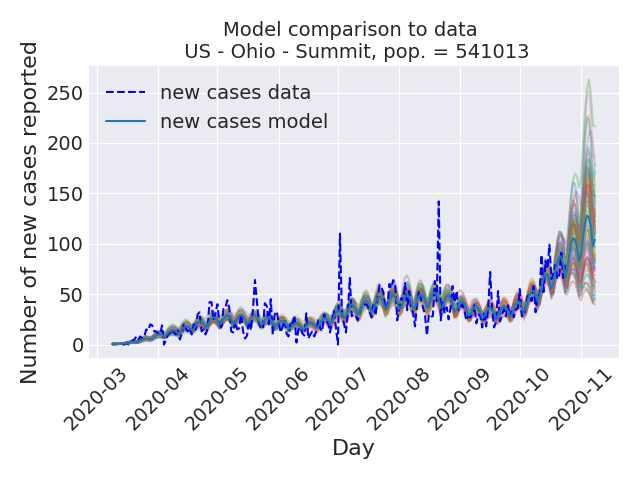 Model comparison to data
US - Ohio - Summit, pop. = 541013
Number of new cases reported
250
200
150
100
50
0
new cases data
new cases model
2020-03
2020-04
2020-05
2020-06
2020-07
2020-08
2020-09
2020-10
2020-11
Day